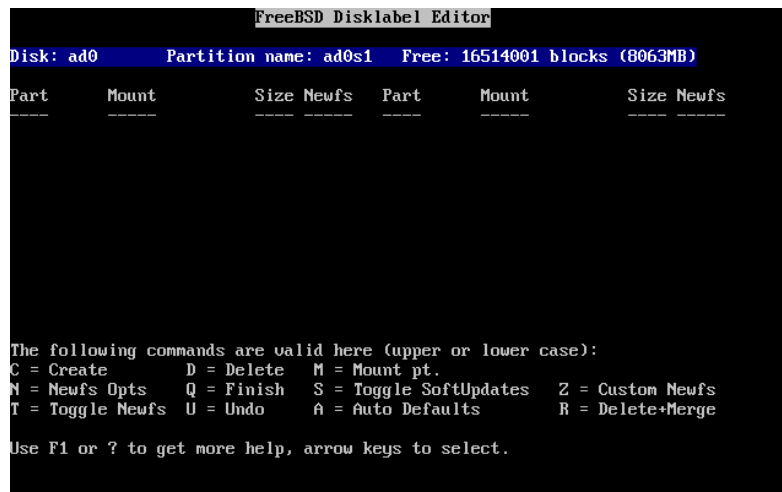 FreeBSD Disklabel Editor
Disk: ad0 Partition name: ad0s1 Free: 16514001 blocks (8063MB)
Part Mount Size Newfs Part Mount Size Newfs
---- ----- ---- ----- ---- ----- ---- -----
The following commands are valid here (upper or lower case):
C = Create D = Delete M = Mount pt.
N = Newfs Opts Q = Finish S = Toggle SoftUpdates Z = Custom Newfs
T = Toggle Newfs U = Undo A = Auto Defaults R = Delete+Merge
Use F1 or ? to get more help, arrow keys to select.